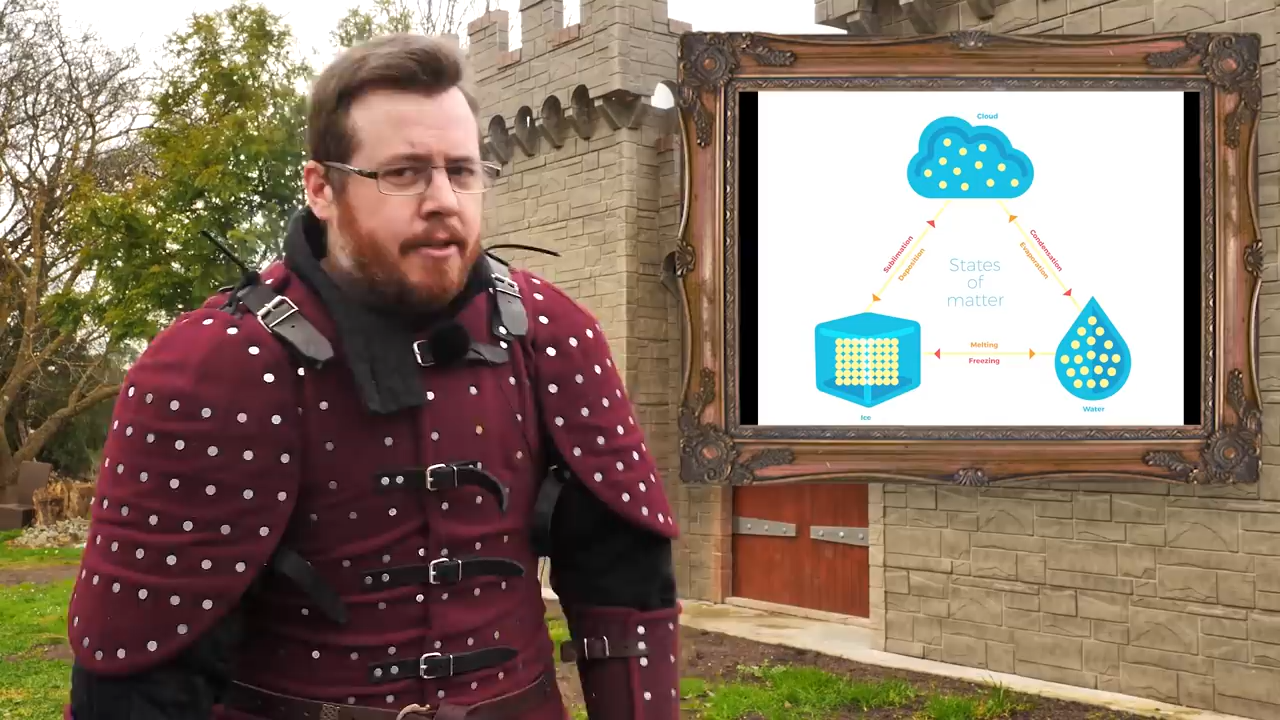 Cloud
Sublimation
Deposition
Condensation
Evaporation
States
of
matter
Melting
Freezing
Ice
Water